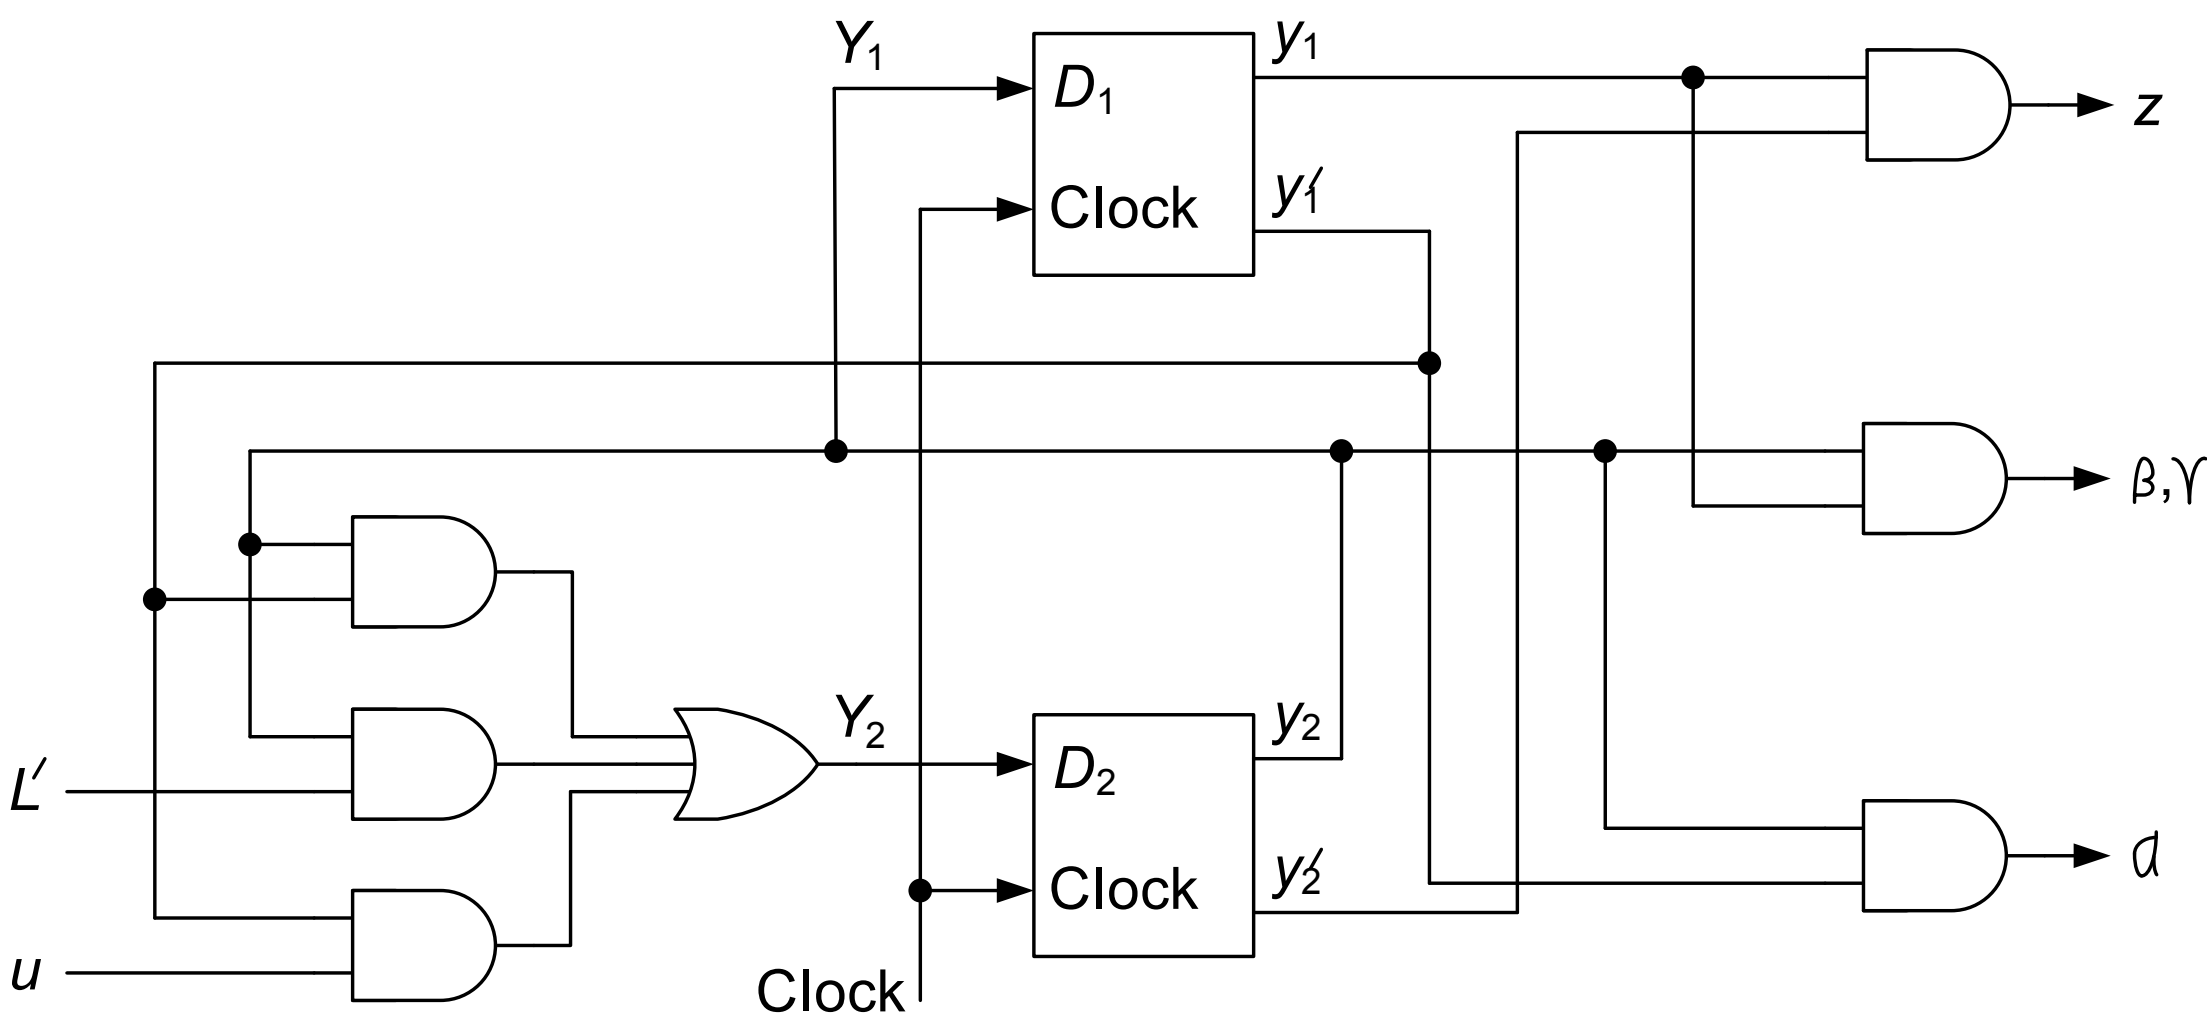 Y₁
D₁
Clock
y₁
y₁′
z
β,γ
L′
u
Y₂
D₂
Clock
y₂
y₂′
α
Clock